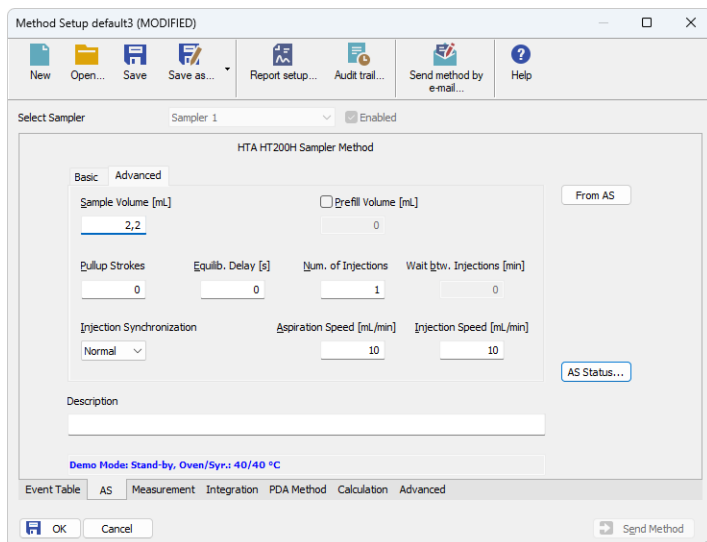 Method Setup default3 (MODIFIED)
New Open... Save Save as... Report setup... Audit trail... Send method by e-mail... Help
Select Sampler Sampler 1 Enabled
HTA HT200H Sampler Method
Basic Advanced
Sample Volume [mL] Prefill Volume [mL] From AS
2,2 0
Pullup Strokes Equilib. Delay [s] Num. of Injections Wait btw. Injections [min]
0 0 1 0
Injection Synchronization Aspiration Speed [mL/min] Injection Speed [mL/min]
Normal 10 10
AS Status...
Description
Demo Mode: Stand-by, Oven/Syr.: 40/40 °C
Event Table AS Measurement Integration PDA Method Calculation Advanced
OK Cancel Send Method